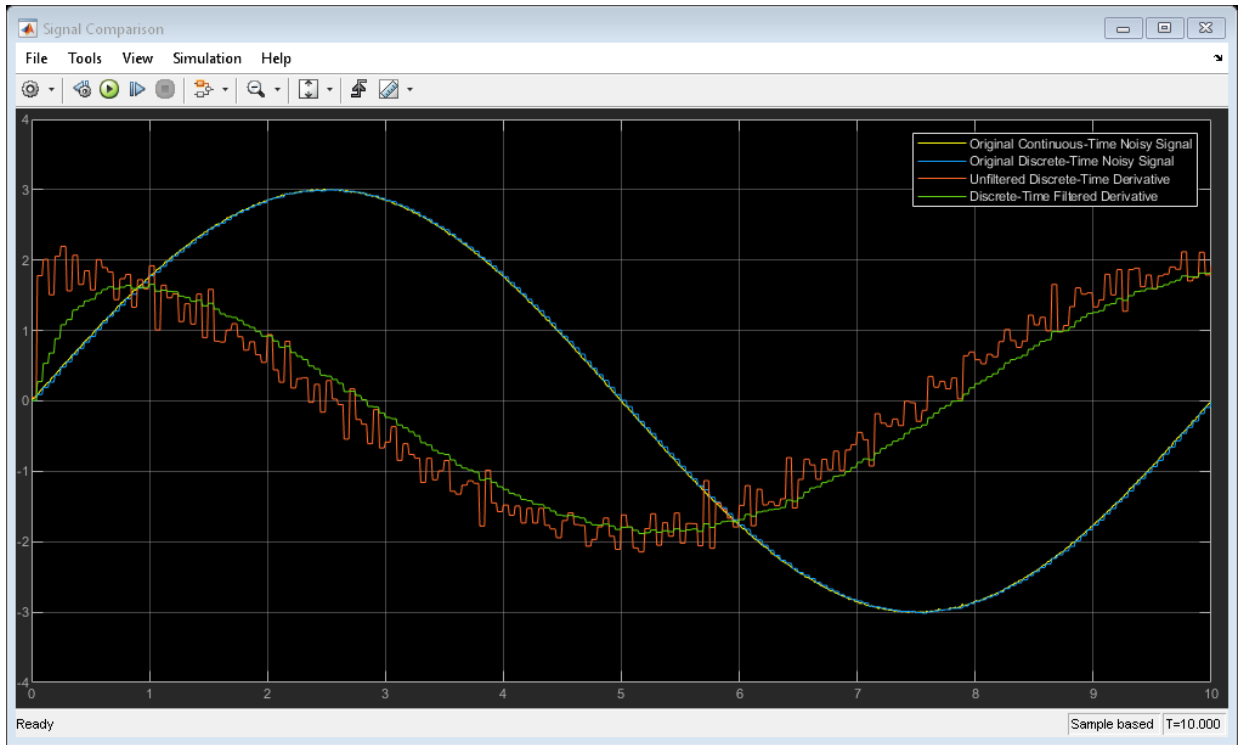 Signal Comparison
File Tools View Simulation Help
4
Original Continuous-Time Noisy Signal
Original Discrete-Time Noisy Signal
Unfiltered Discrete-Time Derivative
Discrete-Time Filtered Derivative
3
2
1
0
-1
-2
-3
-4
0 1 2 3 4 5 6 7 8 9 10
Ready Sample based T=10.000